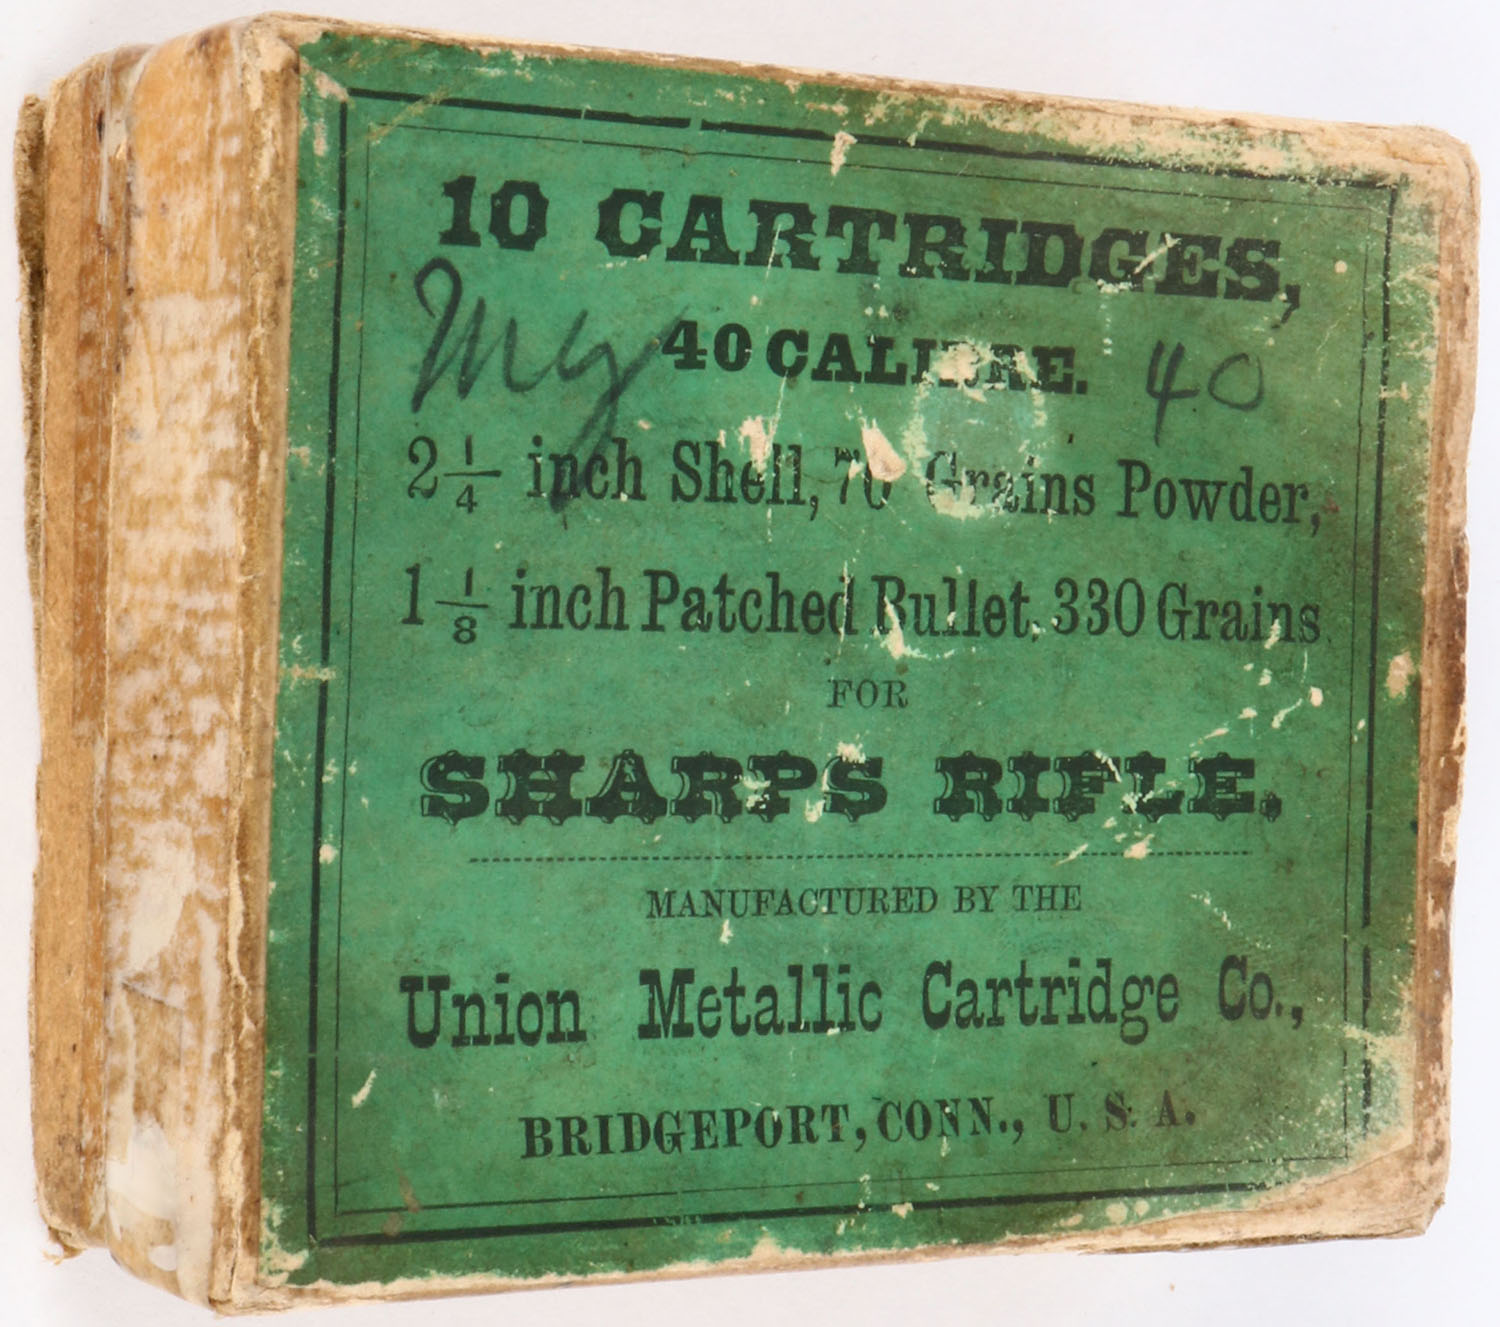 10 CARTRIDGES,
My 40 CALIBRE. 40
2 1/4 inch Shell, 70 Grains Powder,
1 1/8 inch Patched Bullet, 330 Grains
FOR
SHARPS RIFLE.
MANUFACTURED BY THE
Union Metallic Cartridge Co.,
BRIDGEPORT, CONN., U. S. A.